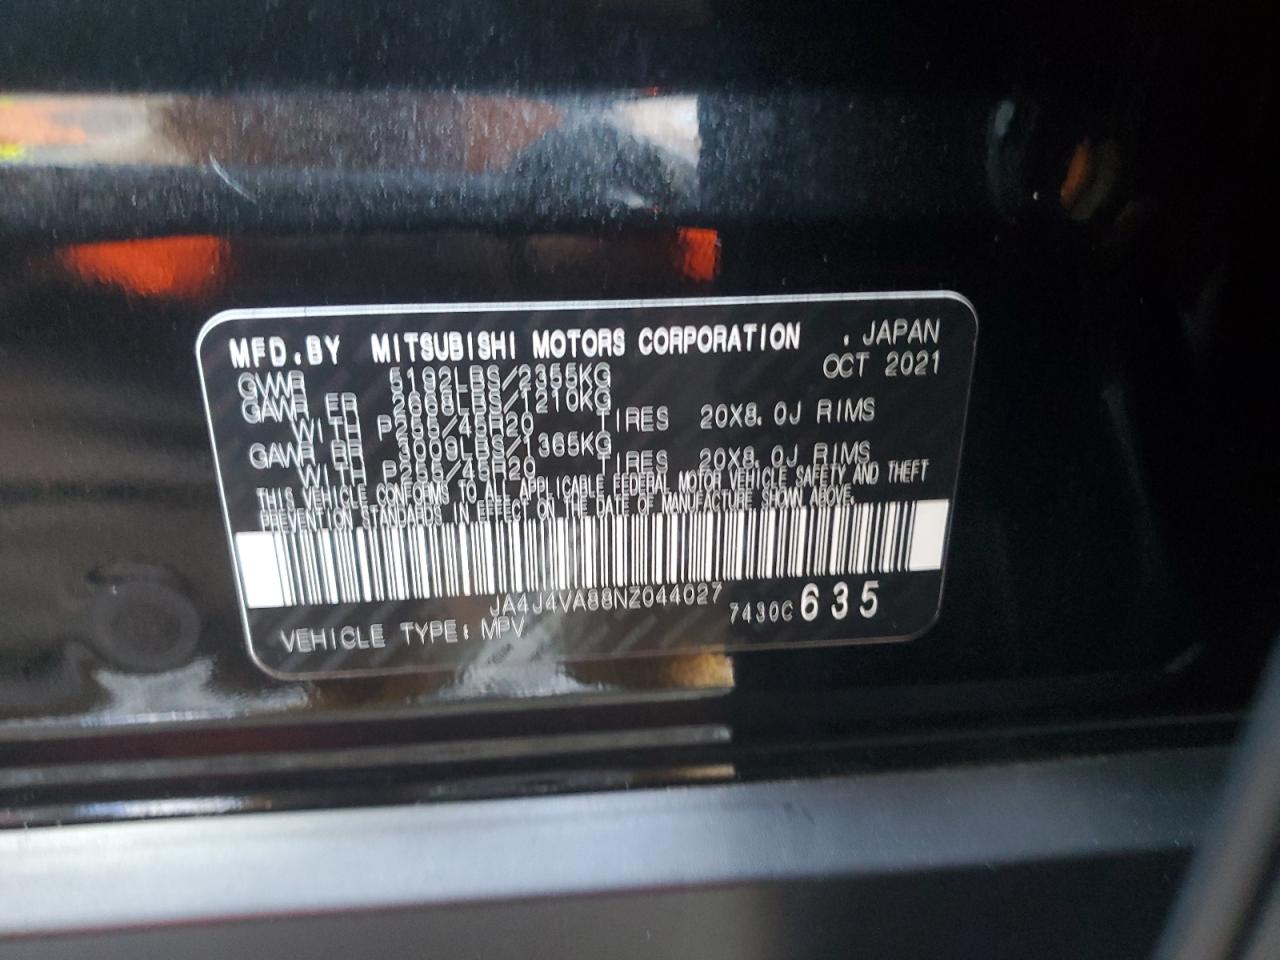 MFD.BY MITSUBISHI MOTORS CORPORATION . JAPAN
OCT 2021
GVWR 5192LBS/2355KG
GAWR FR 2668LBS/1210KG
WITH P255/45R20 TIRES 20X8.0J RIMS
GAWR RR 3009LBS/1365KG
WITH P255/45R20 TIRES 20X8.0J RIMS
THIS VEHICLE CONFORMS TO ALL APPLICABLE FEDERAL MOTOR VEHICLE SAFETY AND THEFT
PREVENTION STANDARDS IN EFFECT ON THE DATE OF MANUFACTURE SHOWN ABOVE.
JA4J4VA88NZ044027
7430C 635
VEHICLE TYPE: MPV